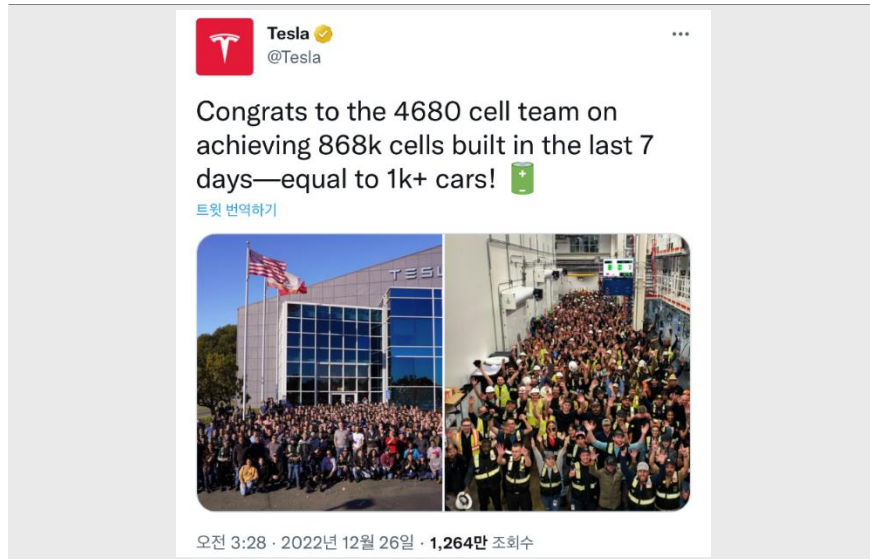 Tesla
@Tesla
Congrats to the 4680 cell team on
achieving 868k cells built in the last 7
days—equal to 1k+ cars!
트윗 번역하기
TESL
오전 3:28 · 2022년 12월 26일 · 1,264만 조회수